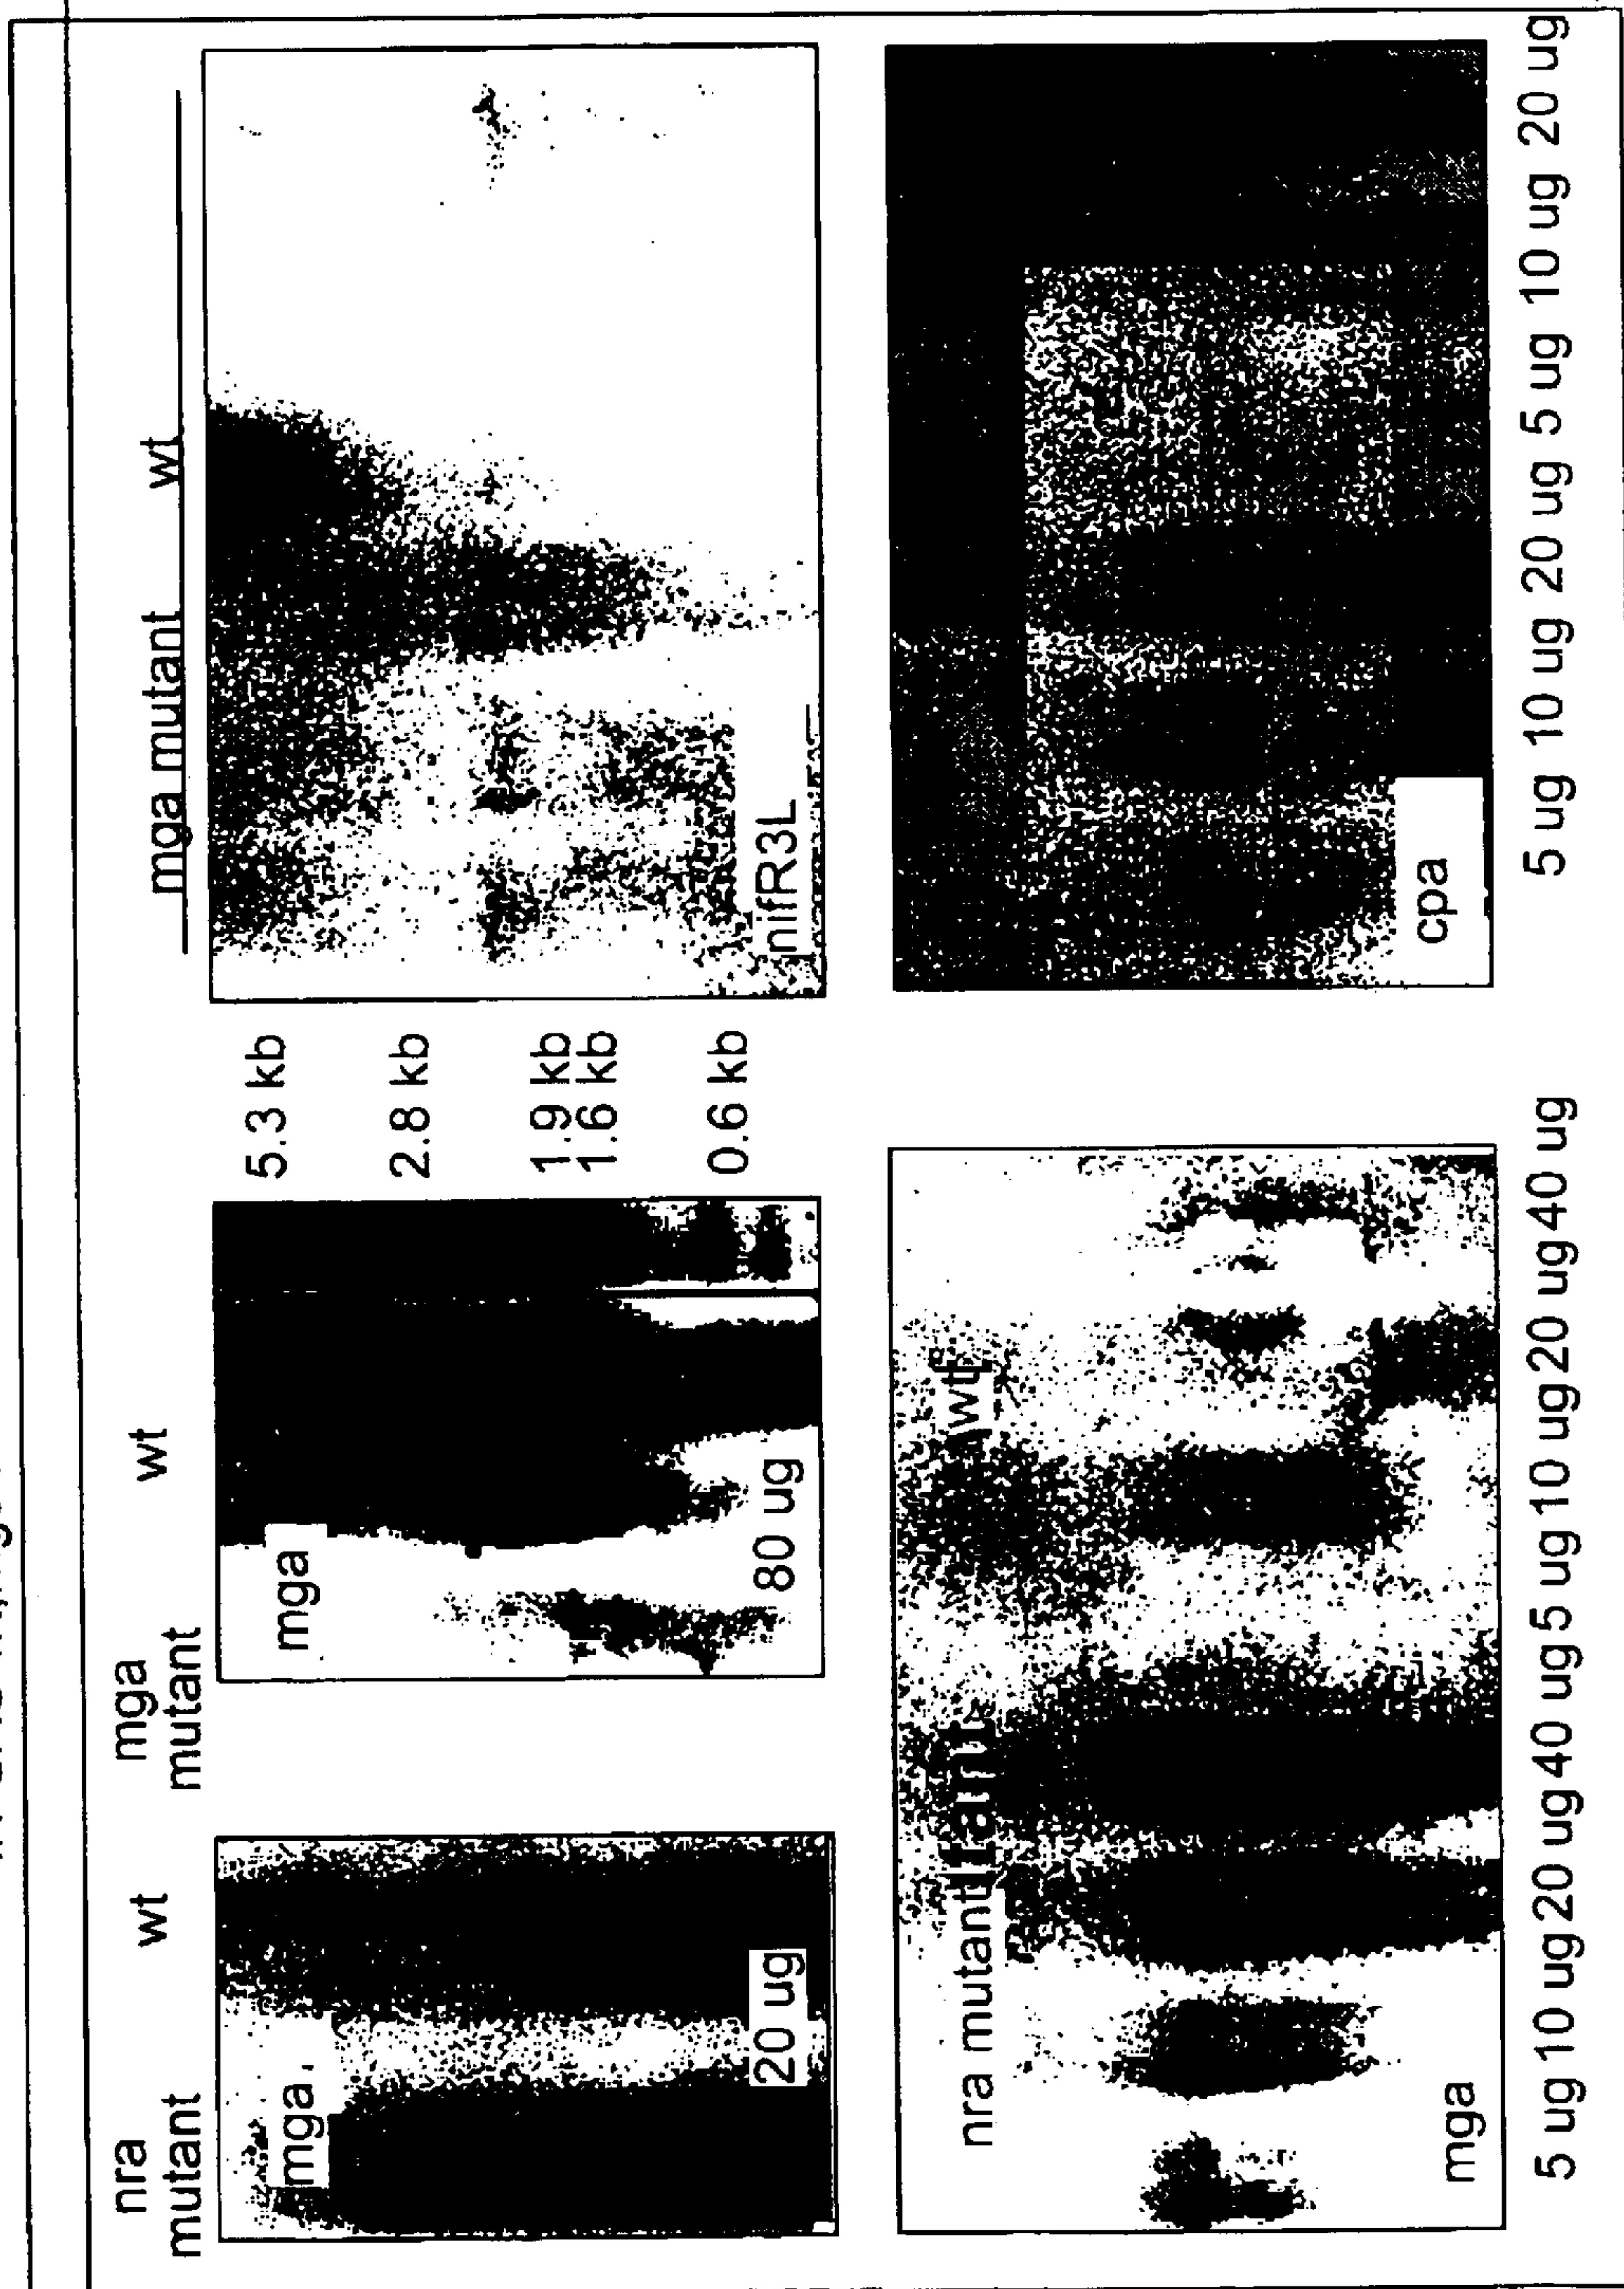 nra
mutant
wt
mga
mutant
wt
mga mutant wt
mga
20 ug
mga
80 ug
5.3 kb
2.8 kb
1.9 kb
1.6 kb
0.6 kb
nifR3L
nra mutant
wt
mga
cpa
5 ug 10 ug 20 ug 40 ug 5 ug 10 ug 20 ug 40 ug
5 ug 10 ug 20 ug 5 ug 10 ug 20 ug